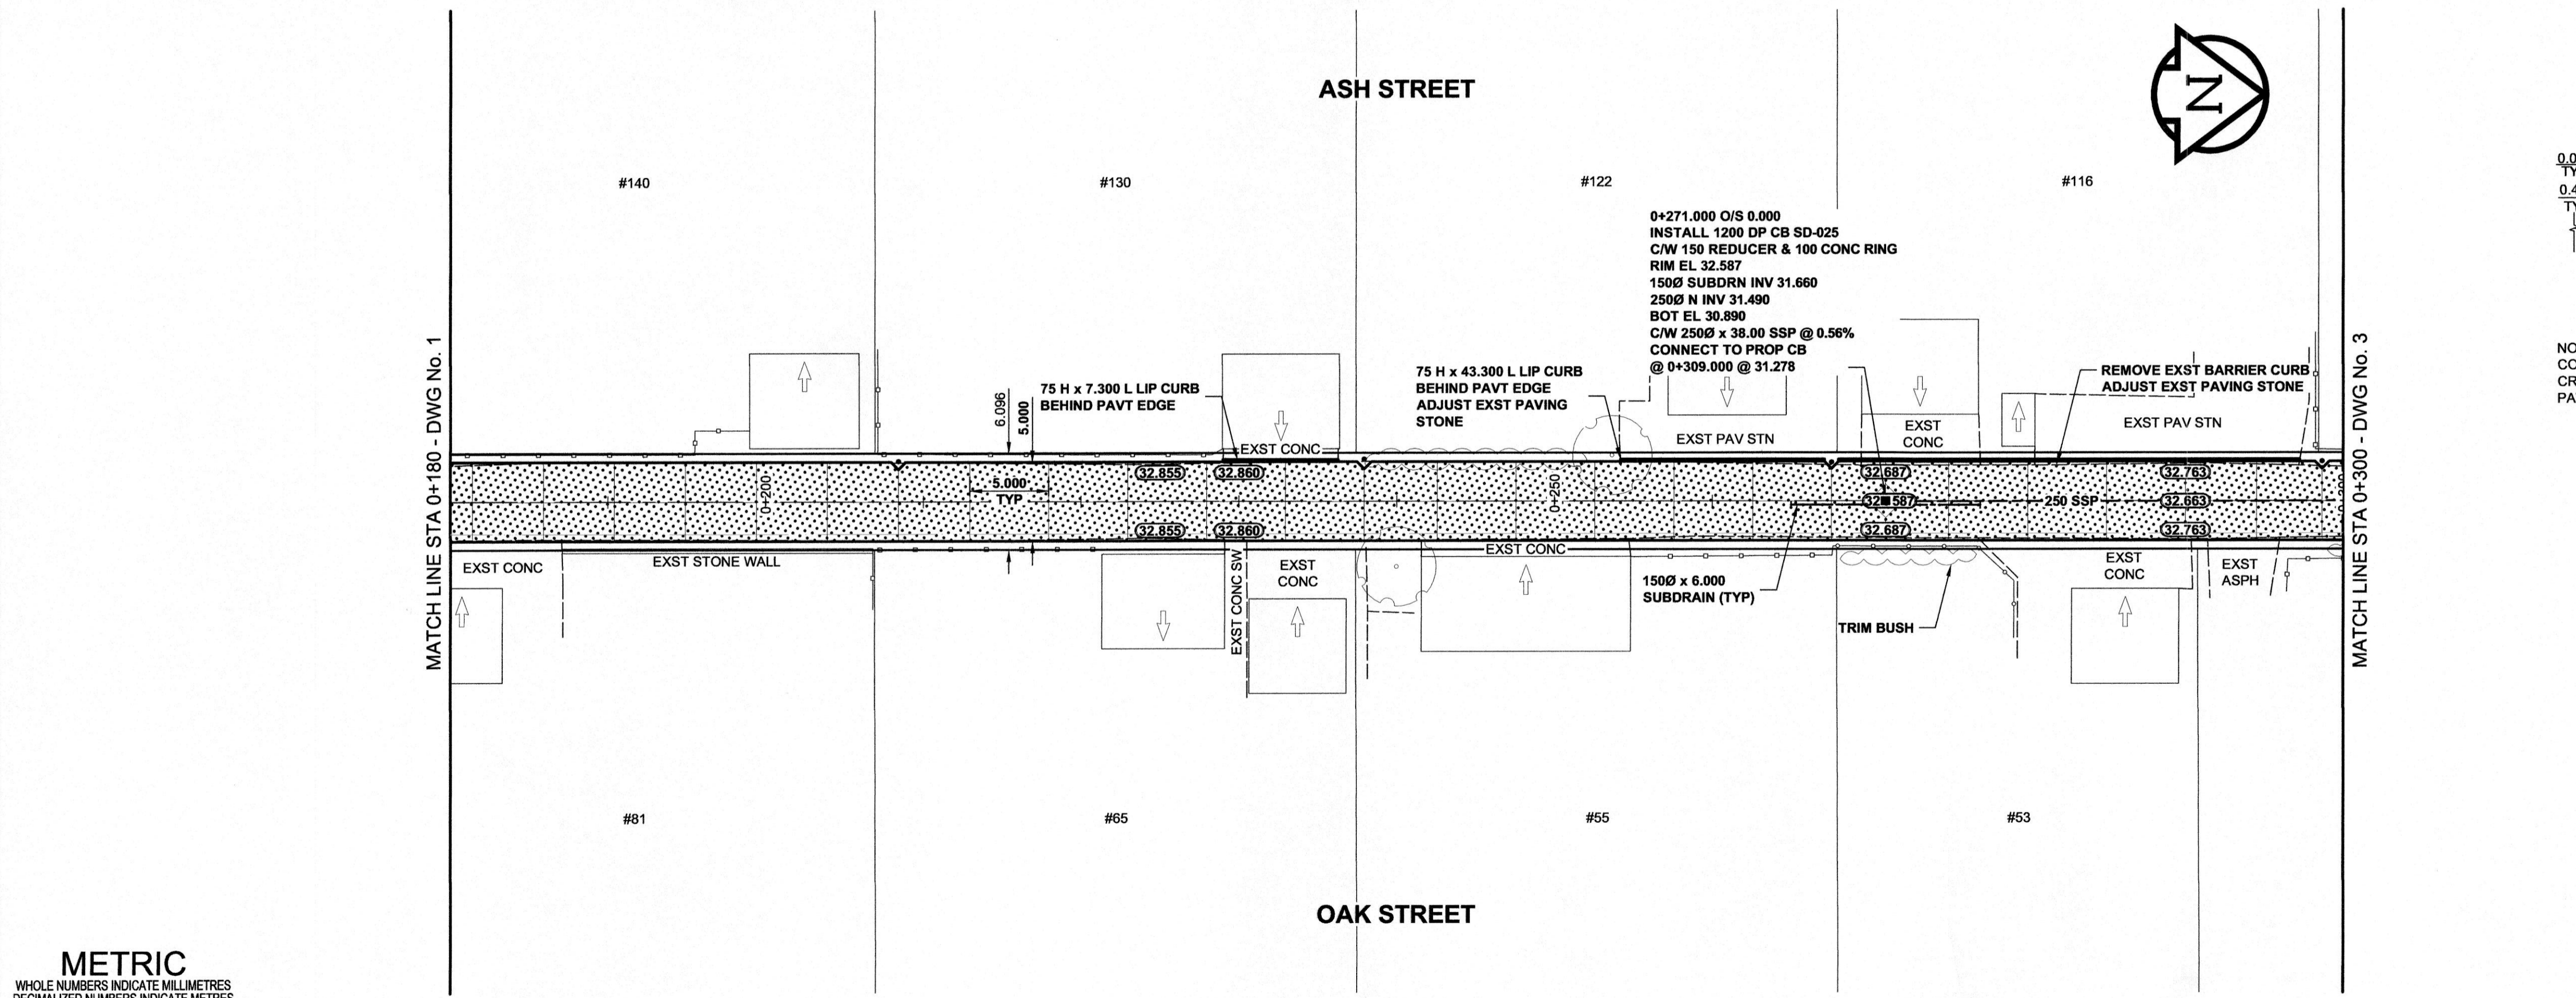 ASH STREET
N
#140
#130
#122
#116
0+271.000 O/S 0.000
INSTALL 1200 DP CB SD-025
C/W 150 REDUCER & 100 CONC RING
RIM EL 32.587
150Ø SUBDRN INV 31.660
250Ø N INV 31.490
BOT EL 30.890
C/W 250Ø x 38.00 SSP @ 0.56%
CONNECT TO PROP CB
@ 0+309.000 @ 31.278
MATCH LINE STA 0+180 - DWG No. 1
MATCH LINE STA 0+300 - DWG No. 3
75 H x 7.300 L LIP CURB
BEHIND PAVT EDGE
6.096
5.000
75 H x 43.300 L LIP CURB
BEHIND PAVT EDGE
ADJUST EXST PAVING
STONE
REMOVE EXST BARRIER CURB
ADJUST EXST PAVING STONE
EXST CONC
EXST PAV STN
EXST
CONC
EXST PAV STN
32.855
32.860
32.687
32.763
0+200
5.000
TYP
0+250
32 587
250 SSP
32.663
32.855
32.860
32.687
32.763
EXST CONC
EXST STONE WALL
EXST CONC SW
EXST
CONC
EXST CONC
150Ø x 6.000
SUBDRAIN (TYP)
TRIM BUSH
EXST
CONC
EXST
ASPH
#81
#65
#55
#53
OAK STREET
METRIC
WHOLE NUMBERS INDICATE MILLIMETRES
DECIMALIZED NUMBERS INDICATE METRES